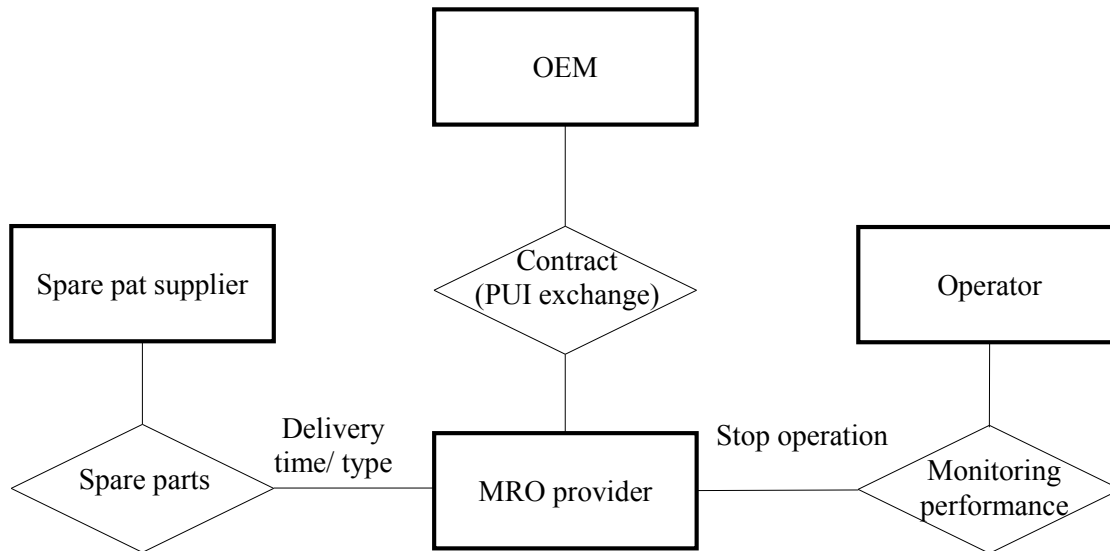 OEM
Contract
(PUI exchange)
Spare pat supplier
Operator
Delivery
time/ type
Stop operation
Spare parts
MRO provider
Monitoring
performance